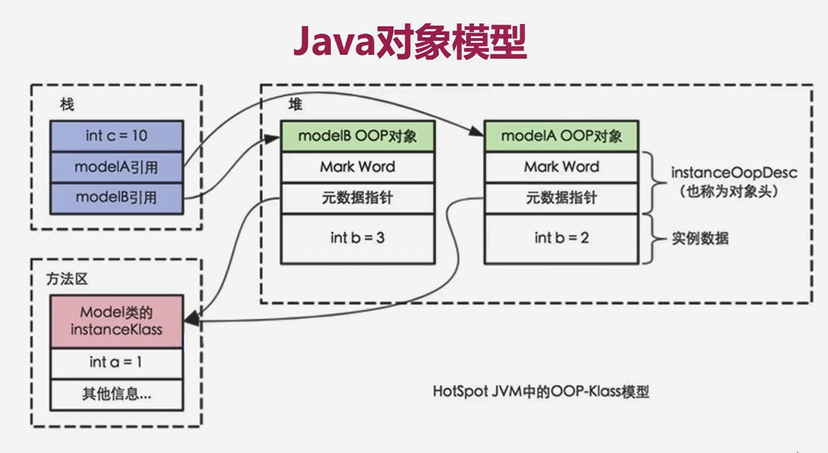 Java对象模型
栈
int c = 10
modelA引用
modelB引用
堆
modelB OOP对象
Mark Word
元数据指针
int b = 3
modelA OOP对象
Mark Word
元数据指针
int b = 2
instanceOopDesc
（也称为对象头）
实例数据
方法区
Model类的
instanceKlass
int a = 1
其他信息...
HotSpot JVM中的OOP-Klass模型